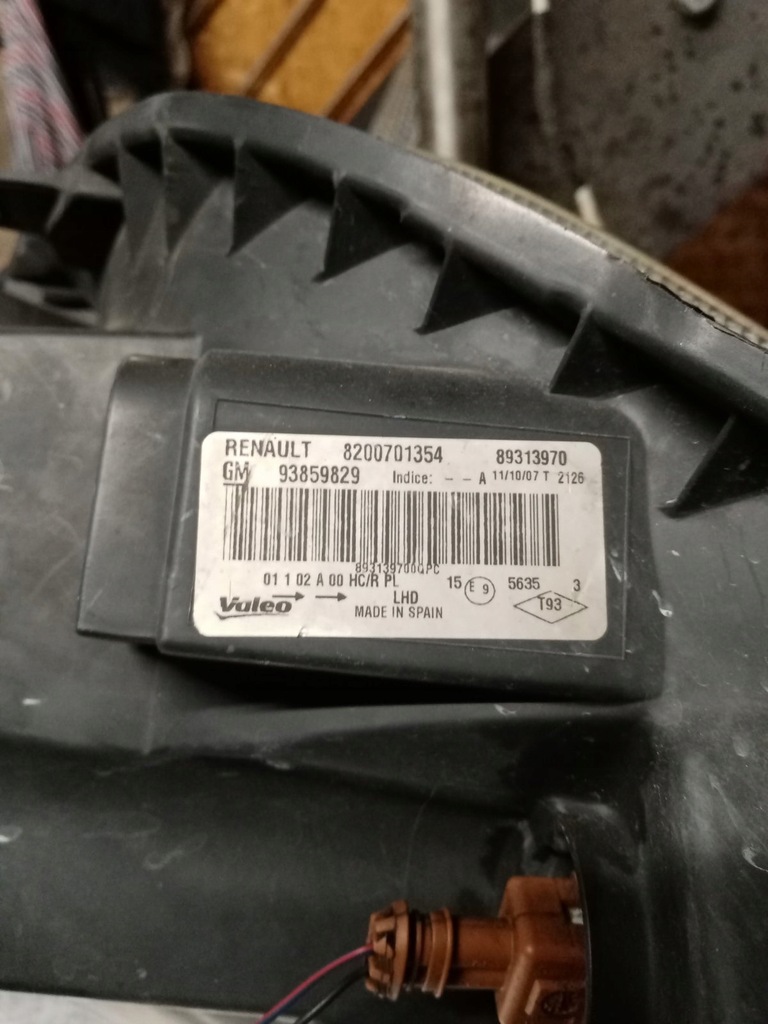 RENAULT 8200701354 89313970
GM 93859829 Indice: - - A 11/10/07 T 2126
8931397000PC
01 1 02 A 00 HC/R PL 15 E 9 5635 3
Valeo → → LHD T93
MADE IN SPAIN